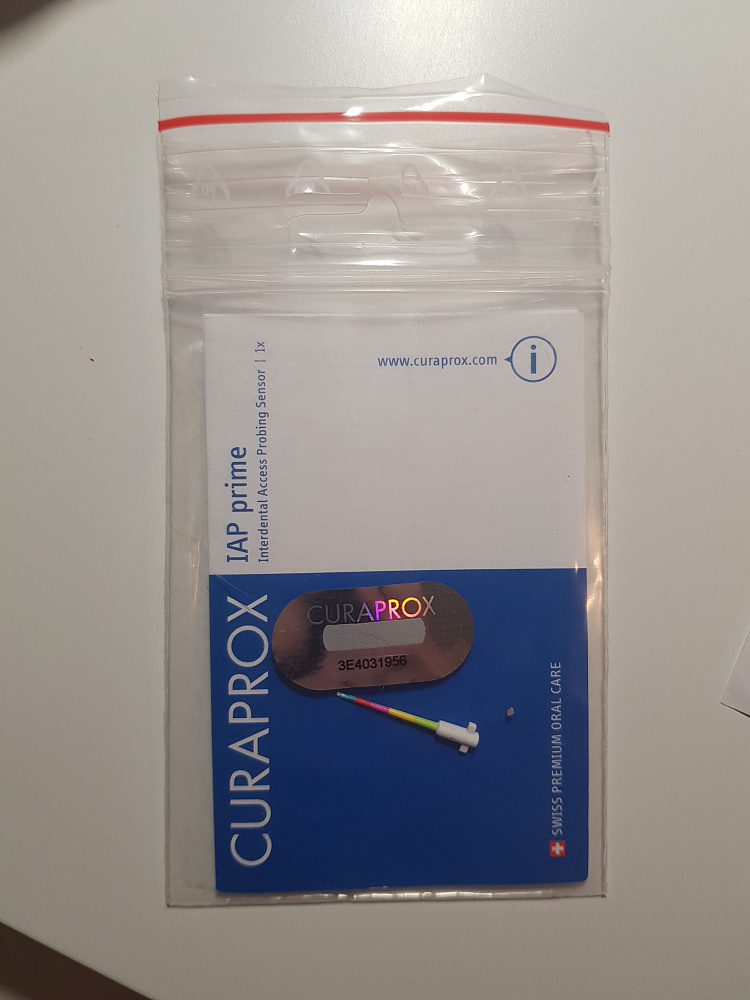 www.curaprox.com
i
IAP prime
Interdental Access Probing Sensor | 1x
CURAPROX
CURAPROX
3E4031956
SWISS PREMIUM ORAL CARE